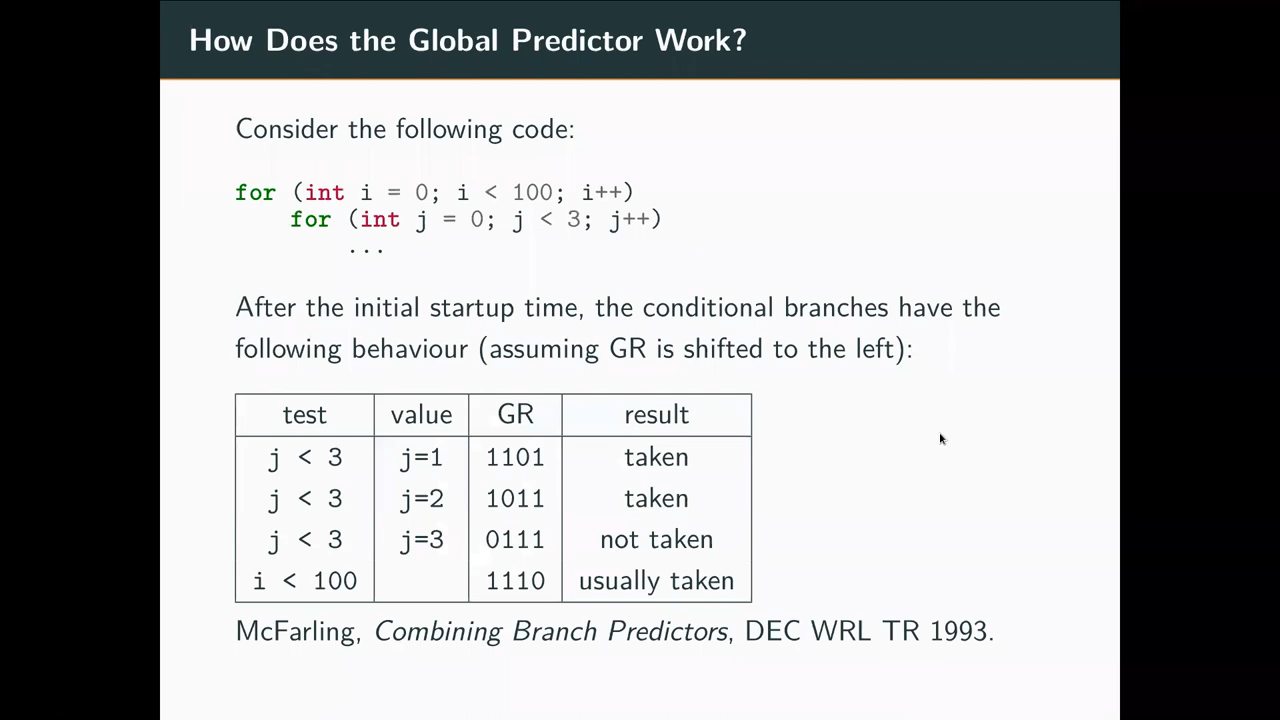 How Does the Global Predictor Work?
Consider the following code:
for (int i = 0; i < 100; i++)
for (int j = 0; j < 3; j++)
...
After the initial startup time, the conditional branches have the
following behaviour (assuming GR is shifted to the left):
test value GR result
j < 3 j=1 1101 taken
j < 3 j=2 1011 taken
j < 3 j=3 0111 not taken
i < 100 1110 usually taken
McFarling, Combining Branch Predictors, DEC WRL TR 1993.